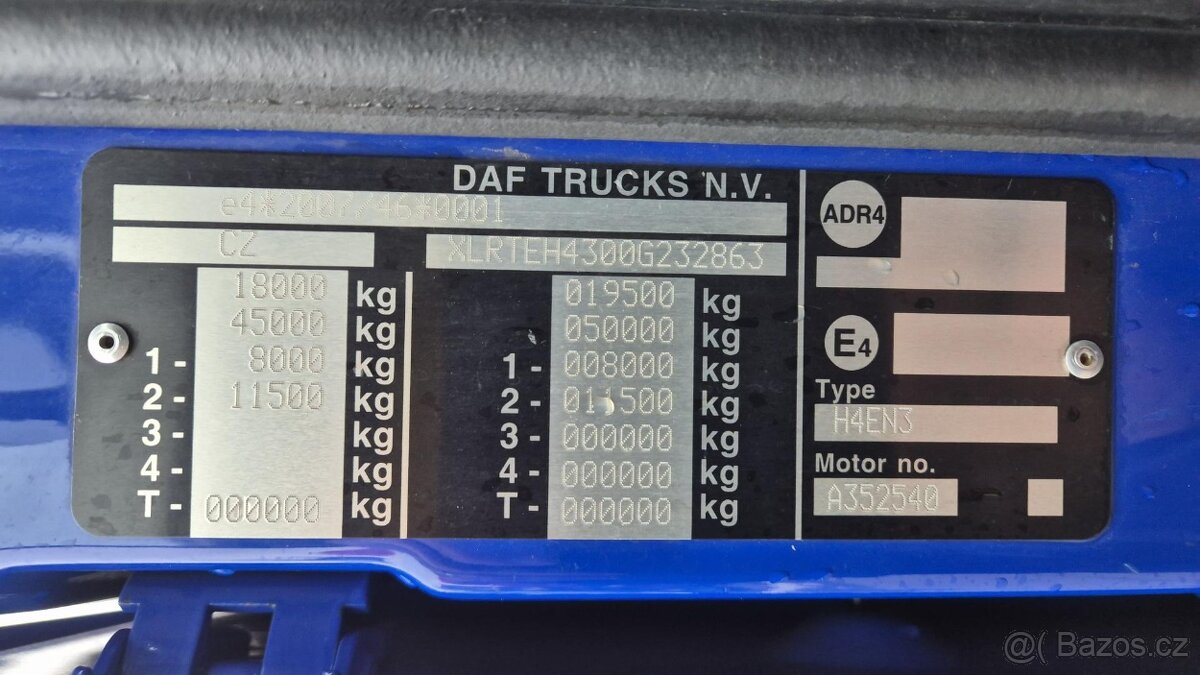 DAF TRUCKS N.V.
e4*2007/46*0001
CZ
XLRTEH4300G232863
18000 kg
45000 kg
1- 8000 kg
2- 11500 kg
3- kg
4- kg
T- 000000 kg
019500 kg
050000 kg
1- 008000 kg
2- 011500 kg
3- 000000 kg
4- 000000 kg
T- 000000 kg
ADR4
E4
Type
H4EN3
Motor no.
A352540
@( Bazos.cz